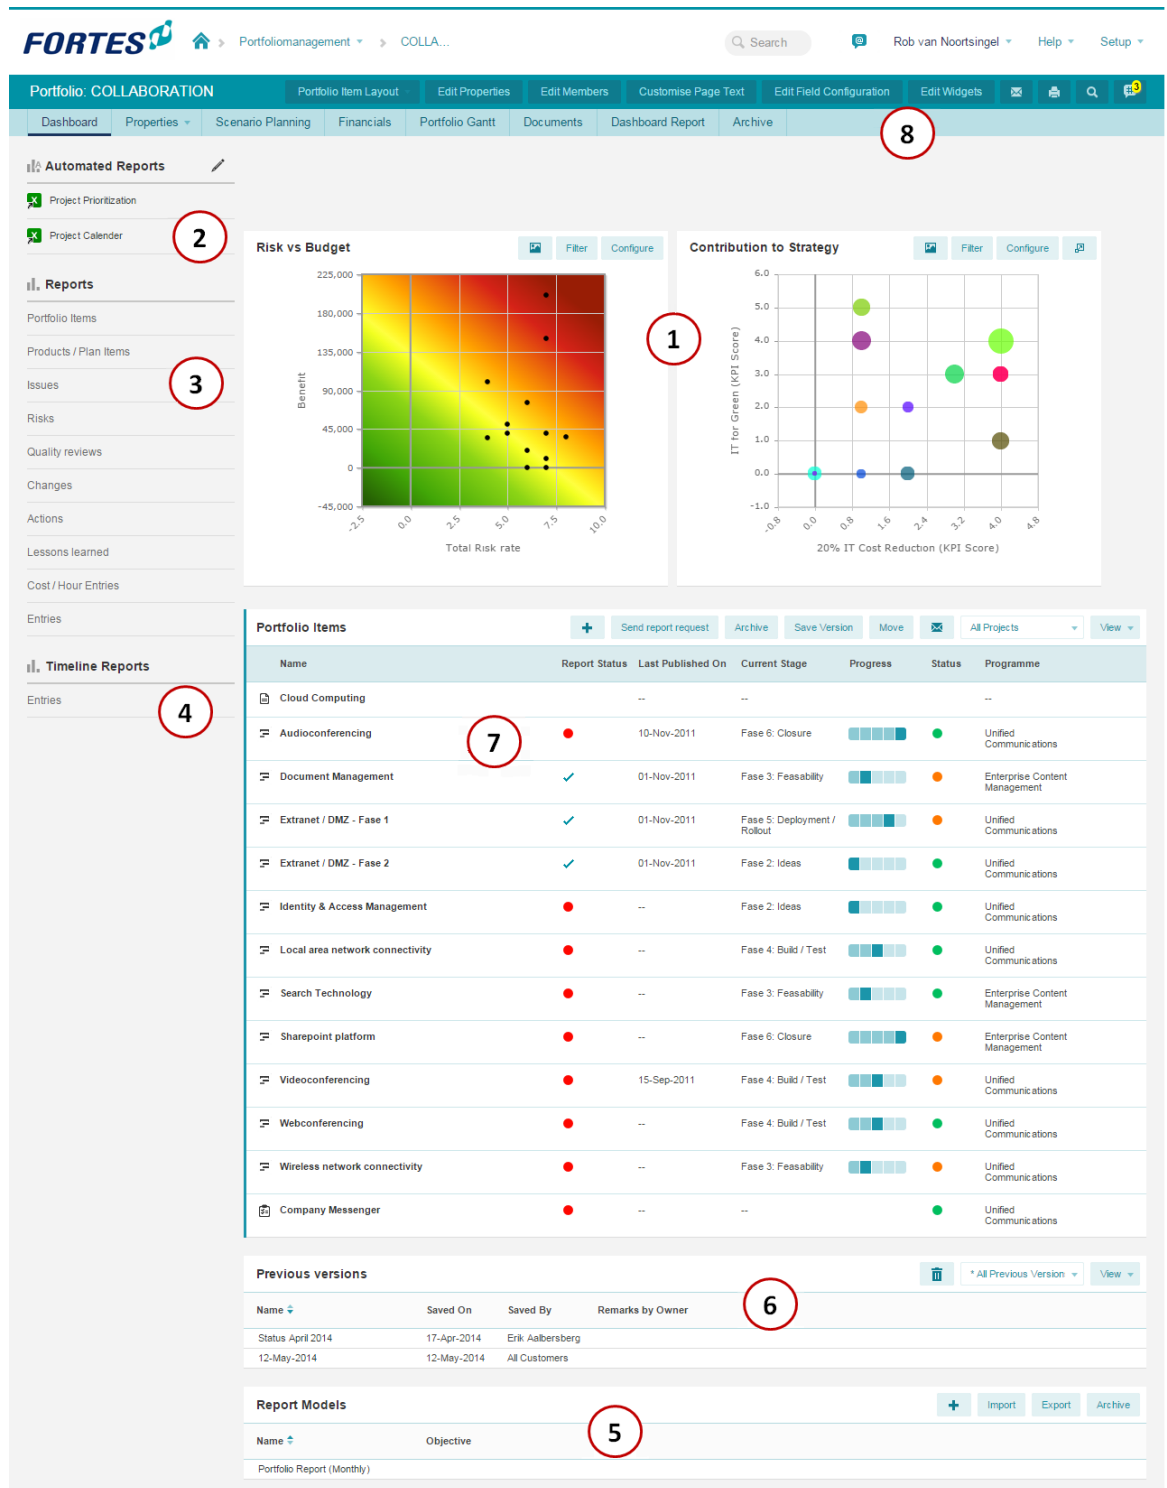 FORTES
Portfoliomanagement
COLLA...
Search
Rob van Noortsingel
Help
Setup
Portfolio: COLLABORATION
Portfolio Item Layout
Edit Properties
Edit Members
Customise Page Text
Edit Field Configuration
Edit Widgets
3
Dashboard
Properties
Scenario Planning
Financials
Portfolio Gantt
Documents
Dashboard Report
Archive
8
Automated Reports
Project Prioritization
Project Calender
2
Reports
Portfolio Items
Products / Plan Items
Issues
3
Risks
Quality reviews
Changes
Actions
Lessons learned
Cost / Hour Entries
Entries
Timeline Reports
Entries
4
Risk vs Budget
Filter
Configure
225,000
180,000
135,000
90,000
45,000
0
-45,000
Benefit
-2.5
0.0
2.5
5.0
7.5
10.0
Total Risk rate
1
Contribution to Strategy
Filter
Configure
6.0
5.0
4.0
3.0
2.0
1.0
0.0
-1.0
IT for Green (KPI Score)
-0.8
0.0
0.8
1.6
2.4
3.2
4.0
4.8
20% IT Cost Reduction (KPI Score)
Portfolio Items
Send report request
Archive
Save Version
Move
All Projects
View
Name Report Status Last Published On Current Stage Progress Status Programme
Cloud Computing -- -- --
Audioconferencing 10-Nov-2011 Fase 6: Closure Unified
Communications
7
Document Management 01-Nov-2011 Fase 3: Feasability Enterprise Content
Management
Extranet / DMZ - Fase 1 01-Nov-2011 Fase 5: Deployment / Unified
Rollout Communications
Extranet / DMZ - Fase 2 01-Nov-2011 Fase 2: Ideas Unified
Communications
Identity & Access Management -- Fase 2: Ideas Unified
Communications
Local area network connectivity -- Fase 4: Build / Test Unified
Communications
Search Technology -- Fase 3: Feasability Enterprise Content
Management
Sharepoint platform -- Fase 6: Closure Enterprise Content
Management
Videoconferencing 15-Sep-2011 Fase 4: Build / Test Unified
Communications
Webconferencing -- Fase 4: Build / Test Unified
Communications
Wireless network connectivity -- Fase 3: Feasability Unified
Communications
Company Messenger -- -- Unified
Communications
Previous versions
* All Previous Version
View
6
Name Saved On Saved By Remarks by Owner
Status April 2014 17-Apr-2014 Erik Aalbersberg
12-May-2014 12-May-2014 All Customers
Report Models
Import
Export
Archive
5
Name Objective
Portfolio Report (Monthly)